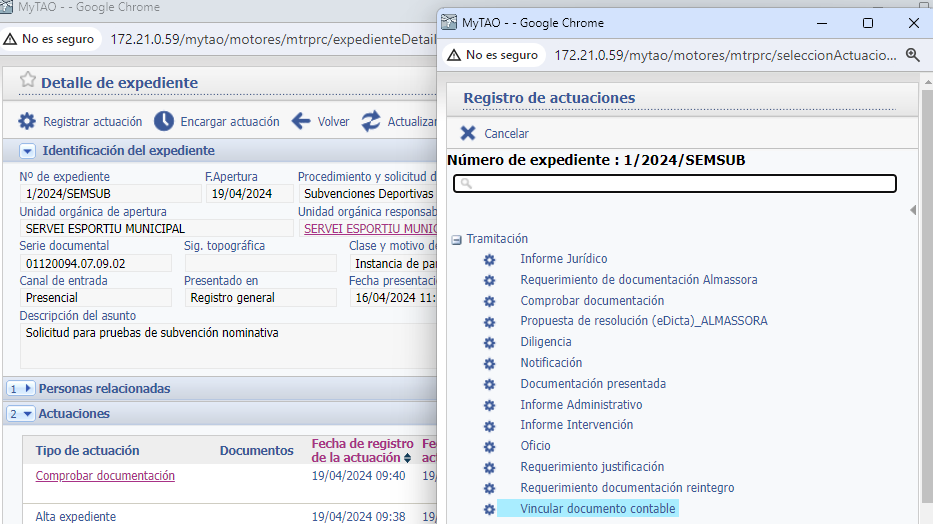 MyTAO - - Google Chrome
No es seguro 172.21.0.59/mytao/motores/mtrprc/expedienteDetal
Detalle de expediente
Registrar actuación Encargar actuación Volver Actualizar
Identificación del expediente
Nº de expediente F.Apertura Procedimiento y solicitud d
1/2024/SEMSUB 19/04/2024 Subvenciones Deportivas
Unidad orgánica de apertura Unidad orgánica responsab
SERVEI ESPORTIU MUNICIPAL SERVEI ESPORTIU MUNIC
Serie documental Sig. topográfica Clase y motivo de
01120094.07.09.02 Instancia de par
Canal de entrada Presentado en Fecha presentació
Presencial Registro general 16/04/2024 11:
Descripción del asunto
Solicitud para pruebas de subvención nominativa
1 Personas relacionadas
2 Actuaciones
Tipo de actuación Documentos Fecha de registro de la actuación Fe act
Comprobar documentación 19/04/2024 09:40 19/
Alta expediente 19/04/2024 09:38 19/
MyTAO - - Google Chrome
No es seguro 172.21.0.59/mytao/motores/mtrprc/seleccionActuacio...
Registro de actuaciones
Cancelar
Número de expediente : 1/2024/SEMSUB
Tramitación
Informe Jurídico
Requerimiento de documentación Almassora
Comprobar documentación
Propuesta de resolución (eDicta)_ALMASSORA
Diligencia
Notificación
Documentación presentada
Informe Administrativo
Informe Intervención
Oficio
Requerimiento justificación
Requerimiento documentación reintegro
Vincular documento contable